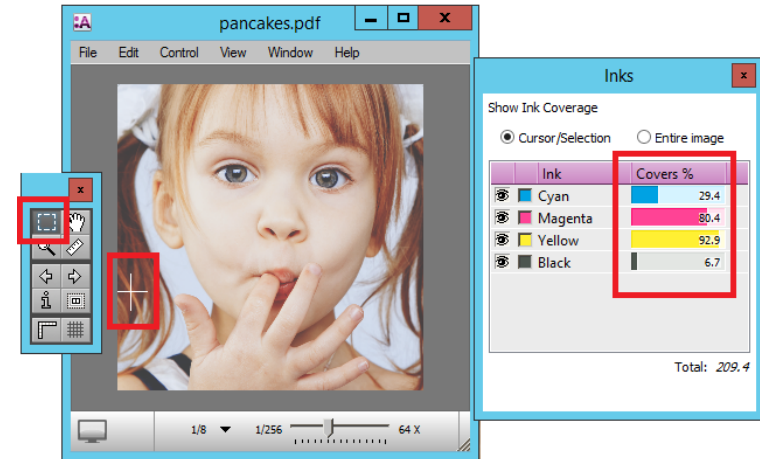 :A
pancakes.pdf
x
File Edit Control View Window Help
x
Inks
x
Show Ink Coverage
Cursor/Selection Entire image
Ink Covers %
Cyan 29.4
Magenta 80.4
Yellow 92.9
Black 6.7
Total: 209.4
1/8 1/256 64 X